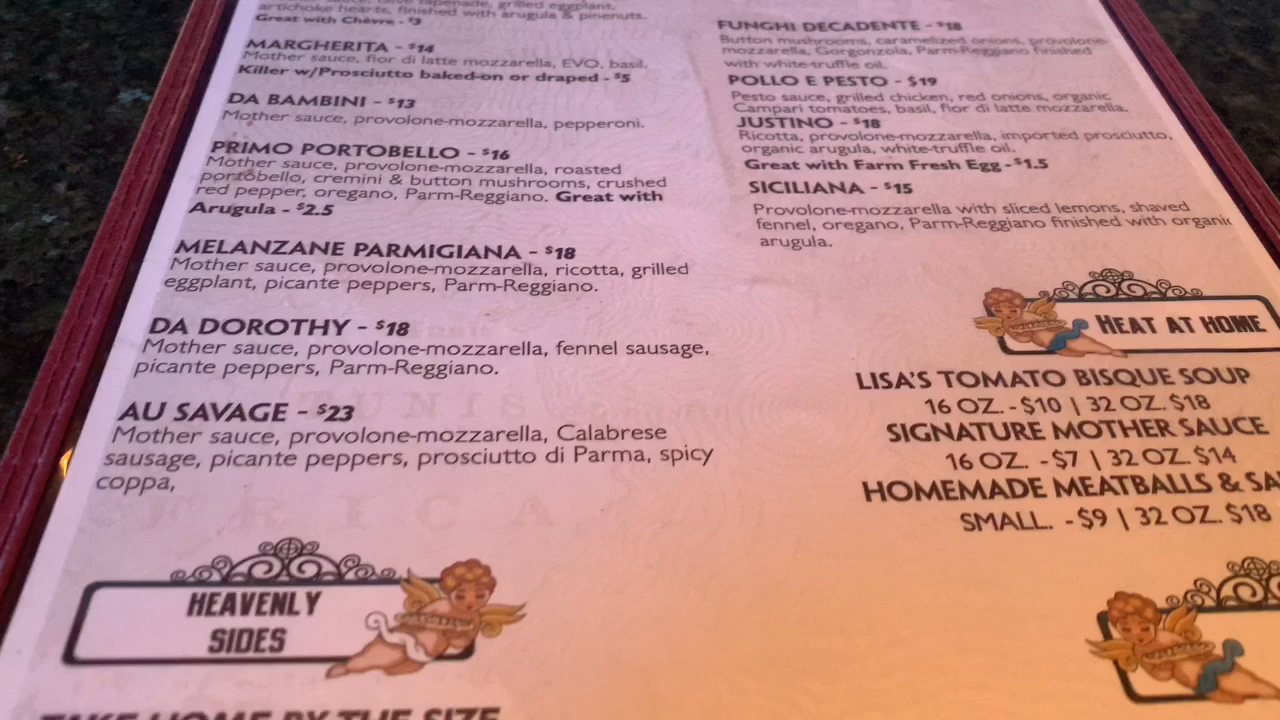 artichoke hearts, finished with arugula & pinenuts.
Great with Chèvre - $3
MARGHERITA - $14
Mother sauce, fior di latte mozzarella, EVO, basil.
Killer w/Prosciutto baked-on or draped - $5
DA BAMBINI - $13
Mother sauce, provolone-mozzarella, pepperoni.
PRIMO PORTOBELLO - $16
Mother sauce, provolone-mozzarella, roasted
portobello, cremini & button mushrooms, crushed
red pepper, oregano, Parm-Reggiano. Great with
Arugula - $2.5
MELANZANE PARMIGIANA - $18
Mother sauce, provolone-mozzarella, ricotta, grilled
eggplant, picante peppers, Parm-Reggiano.
DA DOROTHY - $18
Mother sauce, provolone-mozzarella, fennel sausage,
picante peppers, Parm-Reggiano.
AU SAVAGE - $23
Mother sauce, provolone-mozzarella, Calabrese
sausage, picante peppers, prosciutto di Parma, spicy
coppa,
TUNIS
FRICA
HEAVENLY
SIDES
TAKE HOME BY THE SIZE
FUNGHI DECADENTE - $18
Button mushrooms, caramelized onions, provolone-
mozzarella, Gorgonzola, Parm-Reggiano finished
with white-truffle oil.
POLLO E PESTO - $19
Pesto sauce, grilled chicken, red onions, organic
Campari tomatoes, basil, fior di latte mozzarella.
JUSTINO - $18
Ricotta, provolone-mozzarella, imported prosciutto,
organic arugula, white-truffle oil.
Great with Farm Fresh Egg - $1.5
SICILIANA - $15
Provolone-mozzarella with sliced lemons, shaved
fennel, oregano, Parm-Reggiano finished with organic
arugula.
HEAT AT HOME
LISA'S TOMATO BISQUE SOUP
16 OZ. - $10 | 32 OZ. $18
SIGNATURE MOTHER SAUCE
16 OZ. - $7 | 32 OZ. $14
HOMEMADE MEATBALLS & SA
SMALL. - $9 | 32 OZ. $18